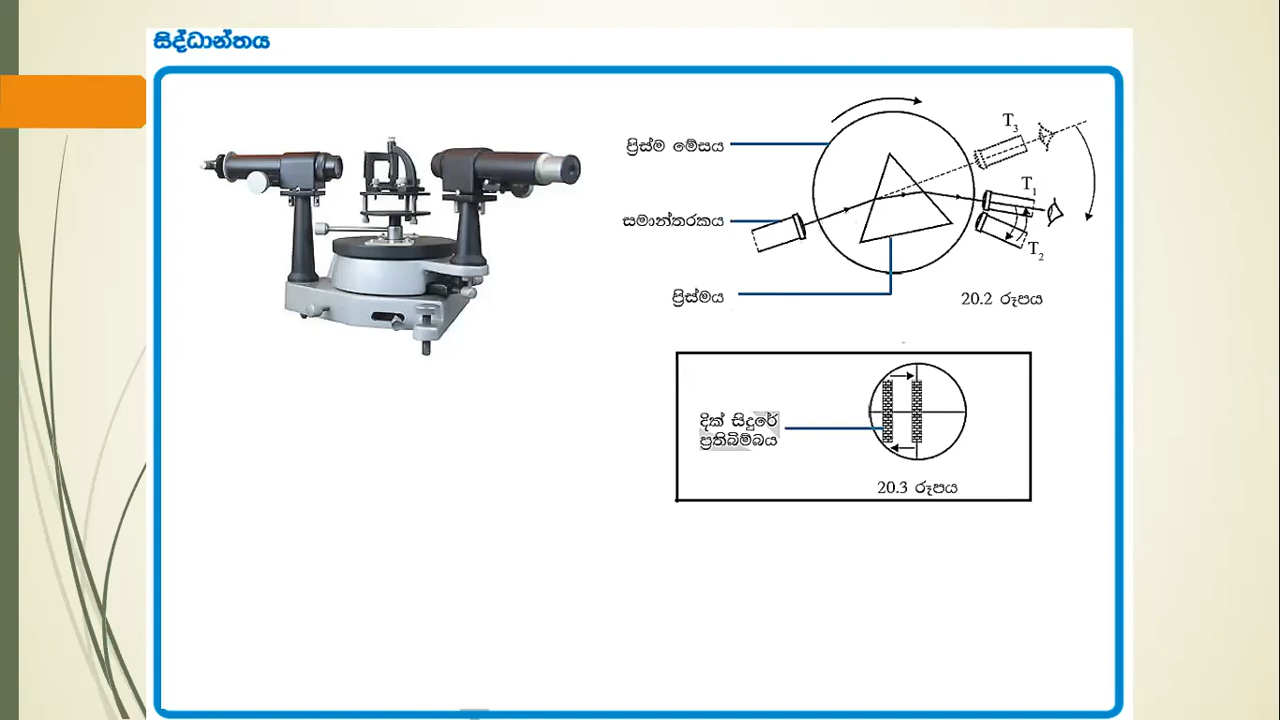 සිද්ධාන්තය
ප්‍රිස්ම මේසය
සමාන්තරකය
ප්‍රිස්මය
T3
T1
T2
20.2 රූපය
දික් සිදුරේ
ප්‍රතිබිම්බය
20.3 රූපය